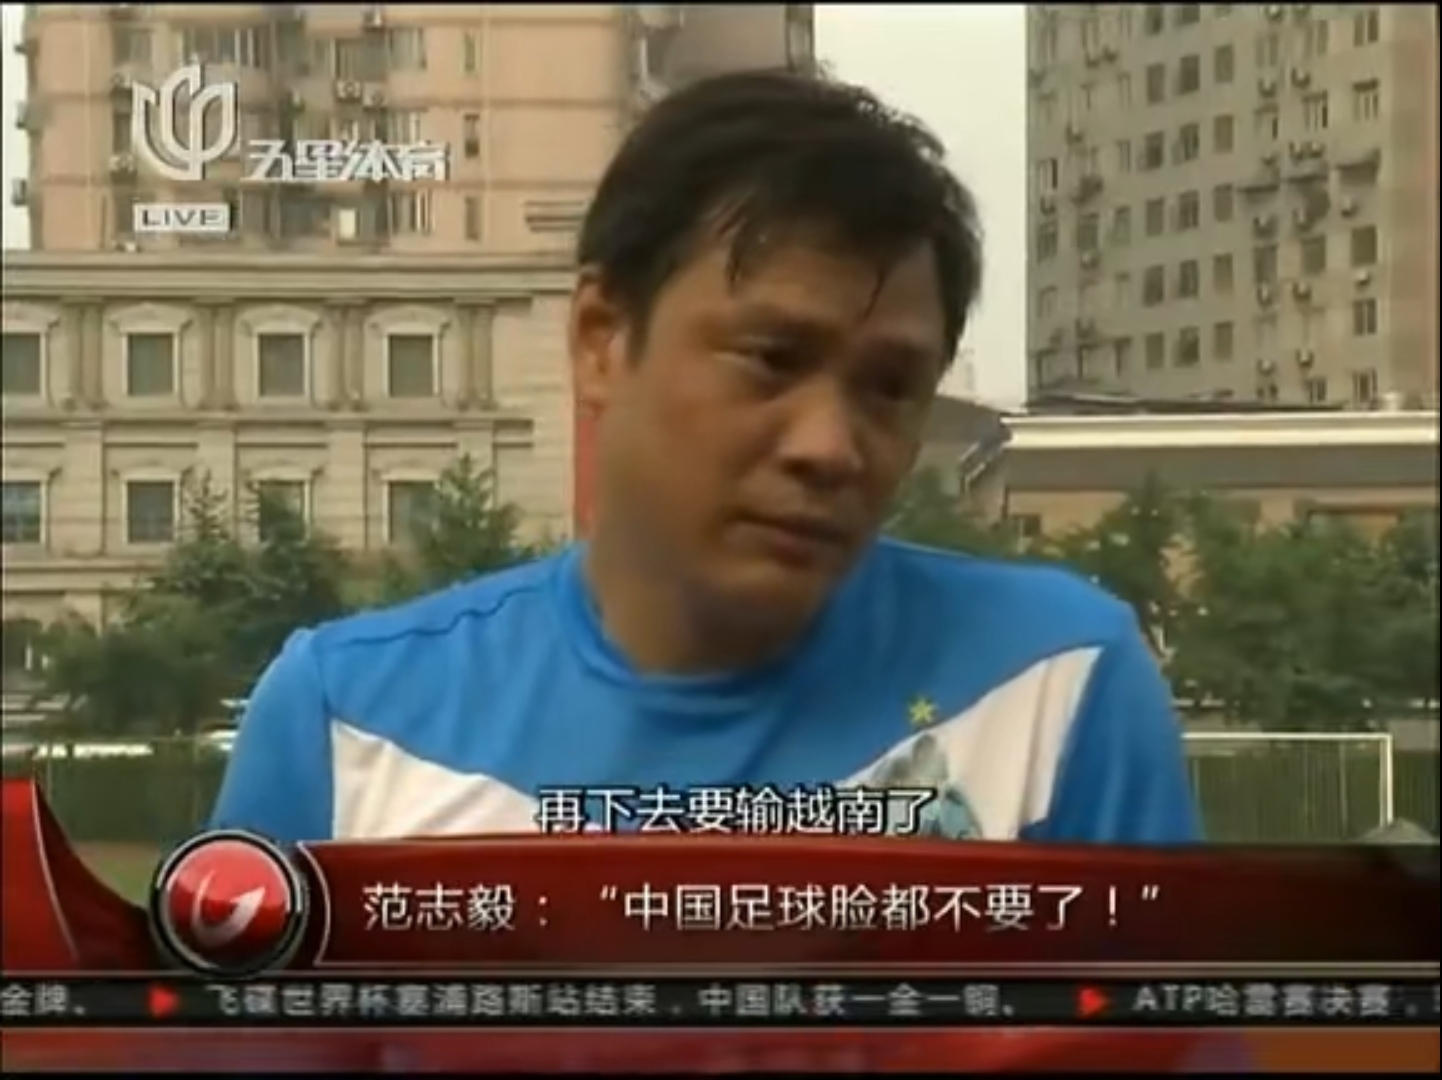 五星体育
LIVE
再下去要输越南了
范志毅：“中国足球脸都不要了！”
金牌。 飞碟世界杯塞浦路斯站结束，中国队获一金一铜。 ATP哈雷赛决赛，